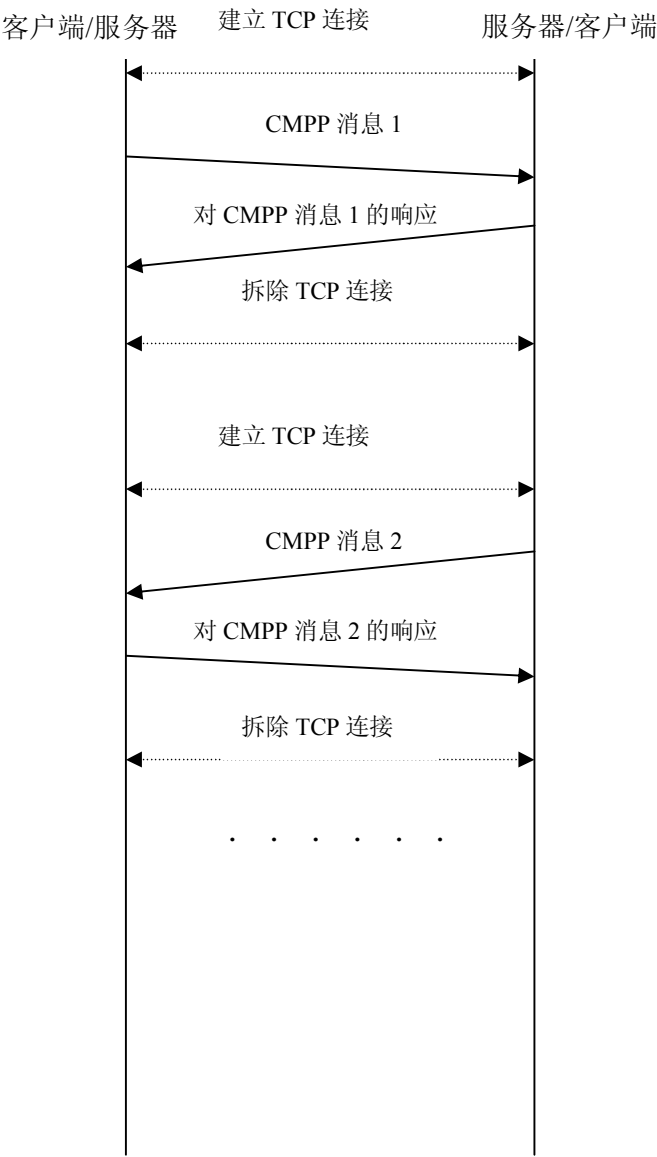 客户端/服务器
建立 TCP 连接
服务器/客户端
CMPP 消息 1
对 CMPP 消息 1 的响应
拆除 TCP 连接
建立 TCP 连接
CMPP 消息 2
对 CMPP 消息 2 的响应
拆除 TCP 连接
. . . . . .